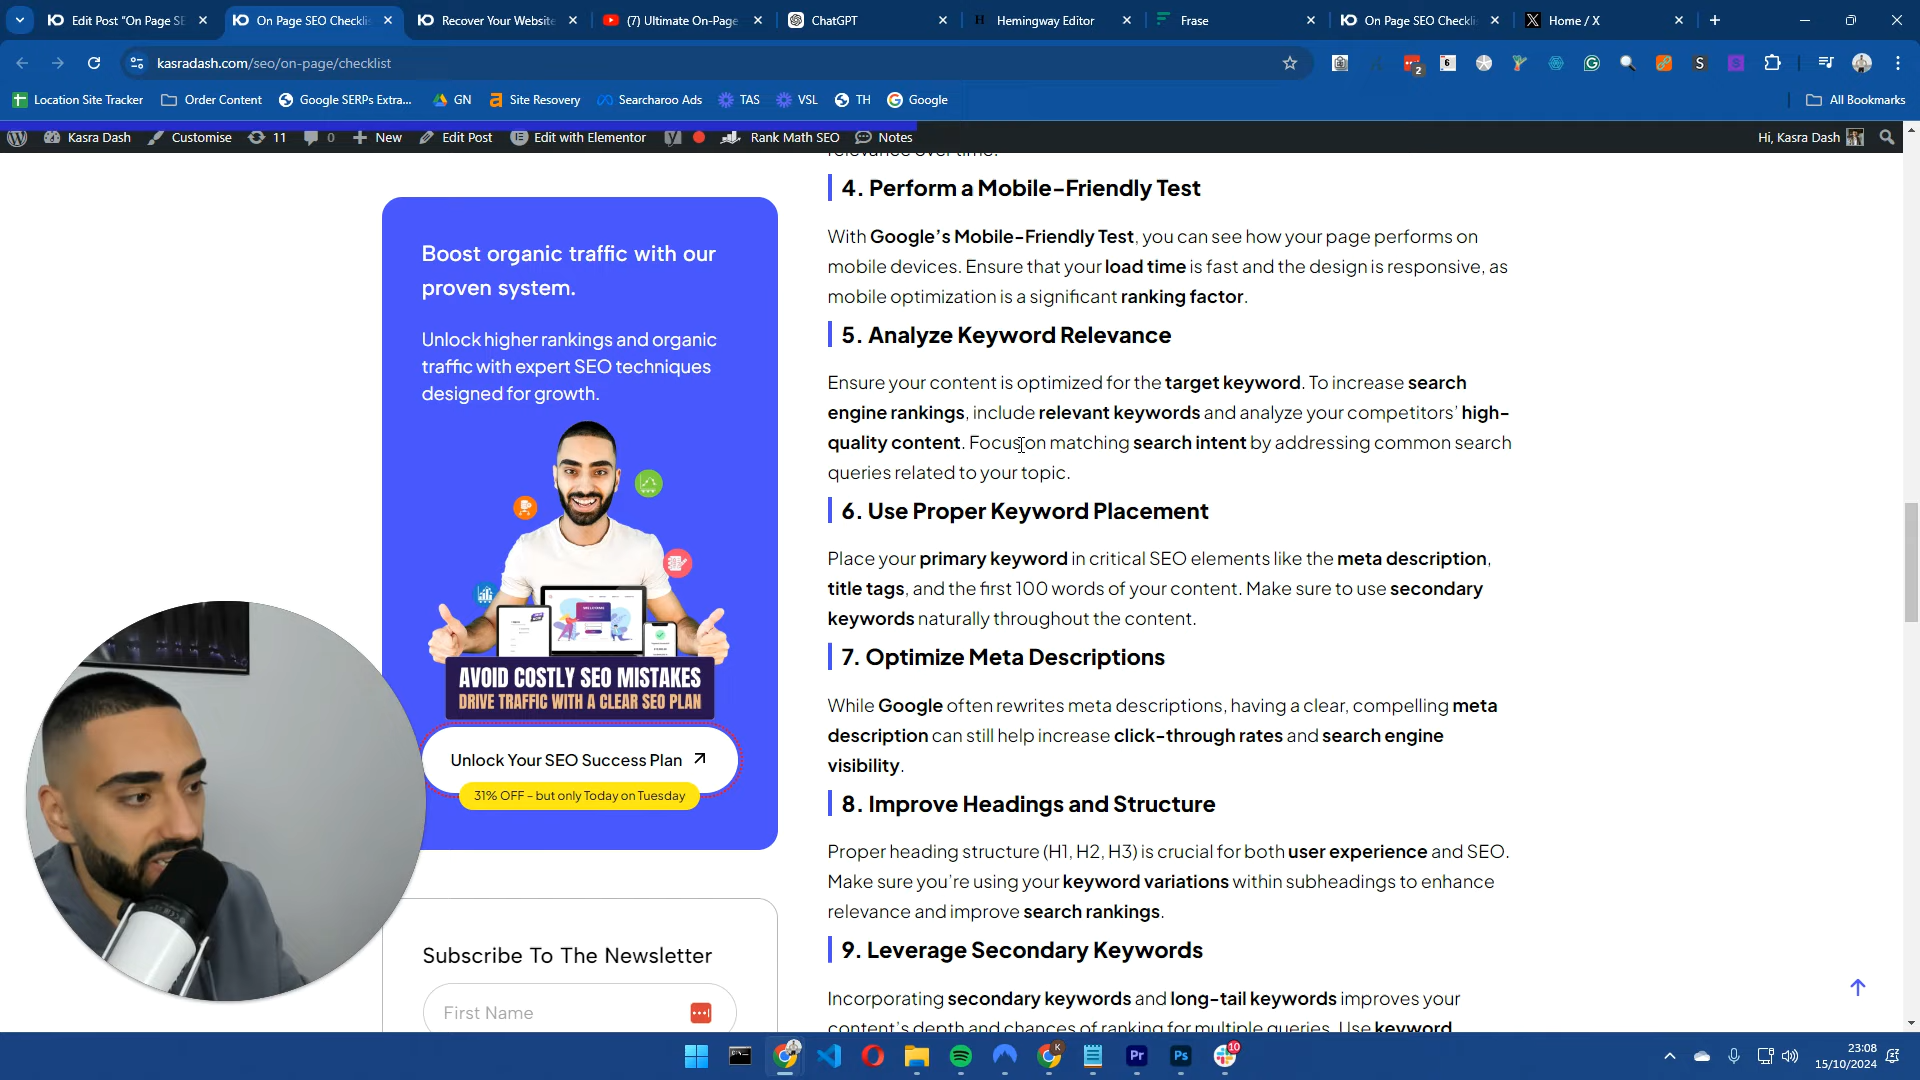 Edit Post "On Page SE
On Page SEO Checkli
Recover Your Website
(7) Ultimate On-Page
ChatGPT
Hemingway Editor
Frase
On Page SEO Checkli
Home / X
kasradash.com/seo/on-page/checklist
Location Site Tracker
Order Content
Google SERPs Extra...
GN
Site Recovery
Searcharoo Ads
TAS
VSL
TH
Google
All Bookmarks
Kasra Dash
Customise
11
0
New
Edit Post
Edit with Elementor
Rank Math SEO
Notes
Hi, Kasra Dash
relevance over time.
4. Perform a Mobile-Friendly Test
With Google's Mobile-Friendly Test, you can see how your page performs on
mobile devices. Ensure that your load time is fast and the design is responsive, as
mobile optimization is a significant ranking factor.
5. Analyze Keyword Relevance
Ensure your content is optimized for the target keyword. To increase search
engine rankings, include relevant keywords and analyze your competitors' high-
quality content. Focus on matching search intent by addressing common search
queries related to your topic.
6. Use Proper Keyword Placement
Place your primary keyword in critical SEO elements like the meta description,
title tags, and the first 100 words of your content. Make sure to use secondary
keywords naturally throughout the content.
7. Optimize Meta Descriptions
While Google often rewrites meta descriptions, having a clear, compelling meta
description can still help increase click-through rates and search engine
visibility.
8. Improve Headings and Structure
Proper heading structure (H1, H2, H3) is crucial for both user experience and SEO.
Make sure you're using your keyword variations within subheadings to enhance
relevance and improve search rankings.
9. Leverage Secondary Keywords
Incorporating secondary keywords and long-tail keywords improves your
content's depth and chances of ranking for multiple queries. Use keyword
Boost organic traffic with our
proven system.
Unlock higher rankings and organic
traffic with expert SEO techniques
designed for growth.
AVOID COSTLY SEO MISTAKES
DRIVE TRAFFIC WITH A CLEAR SEO PLAN
Unlock Your SEO Success Plan
31% OFF – but only Today on Tuesday
Subscribe To The Newsletter
First Name
23:08
15/10/2024